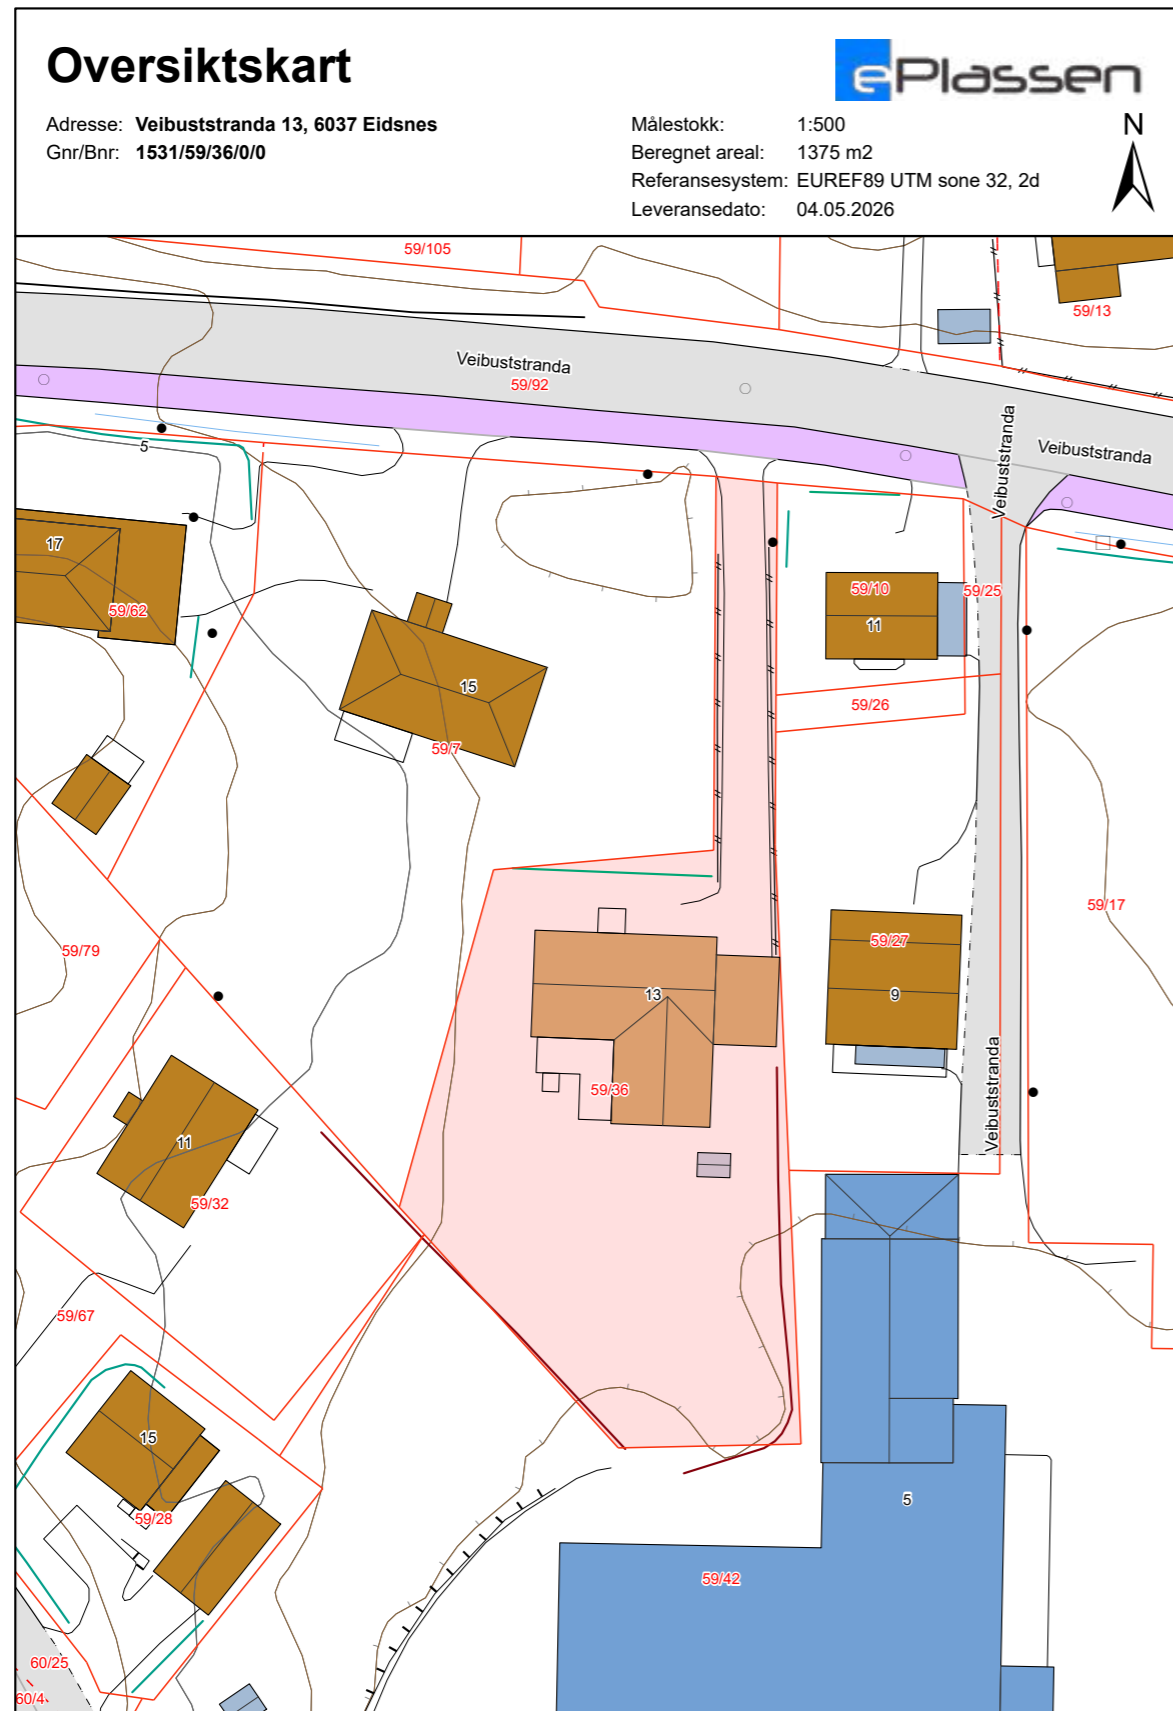 Oversiktskart
ePlassen
Adresse: Veibuststranda 13, 6037 Eidsnes
Gnr/Bnr: 1531/59/36/0/0
Målestokk: 1:500
Beregnet areal: 1375 m2
Referansesystem: EUREF89 UTM sone 32, 2d
Leveransedato: 04.05.2026
N
59/105
59/13
Veibuststranda
59/92
Veibuststranda
Veibuststranda
5
17
59/62
59/10
11
59/25
15
59/7
59/26
59/17
59/79
59/27
9
13
59/36
Veibuststranda
11
59/32
59/67
15
59/28
5
59/42
60/25
60/4